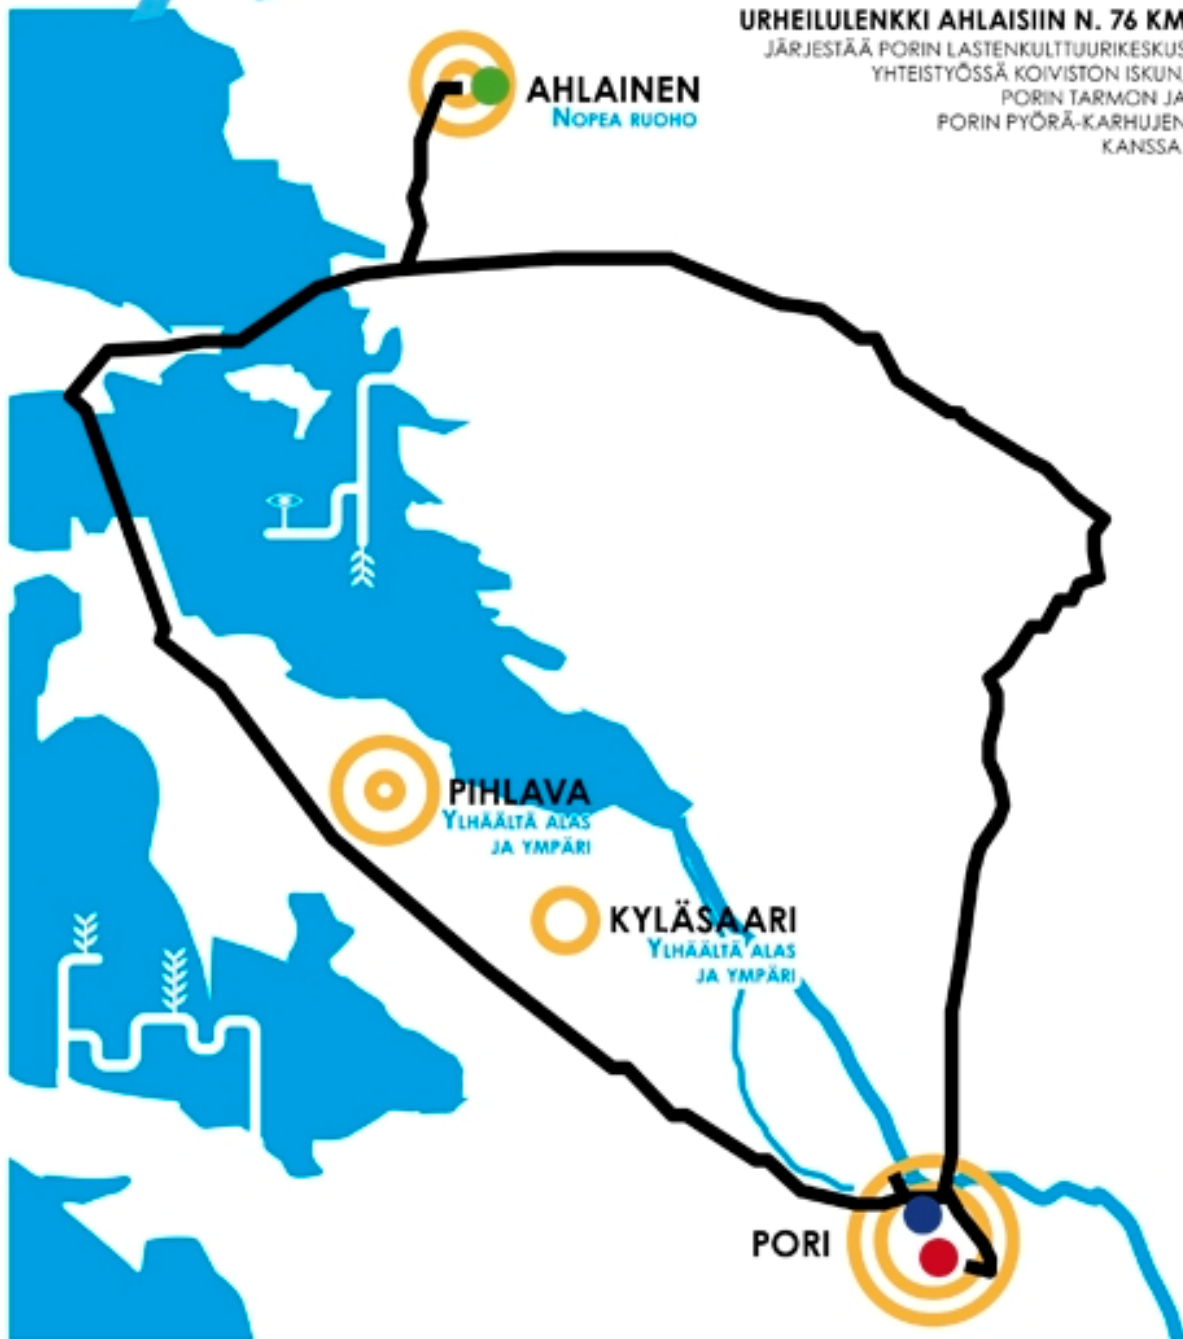 URHEILULENKKI AHLAISIIN N. 76 KM
JÄRJESTÄÄ PORIN LASTENKULTTUURIKESKUS
YHTEISTYÖSSÄ KOIVISTON ISKUN,
PORIN TARMON JA
PORIN PYÖRÄ-KARHUJEN
KANSSA
AHLAINEN
NOPEA RUOHO
PIHLAVA
YLHÄÄLTÄ ALAS
JA YMPÄRI
KYLÄSAARI
YLHÄÄLTÄ ALAS
JA YMPÄRI
PORI